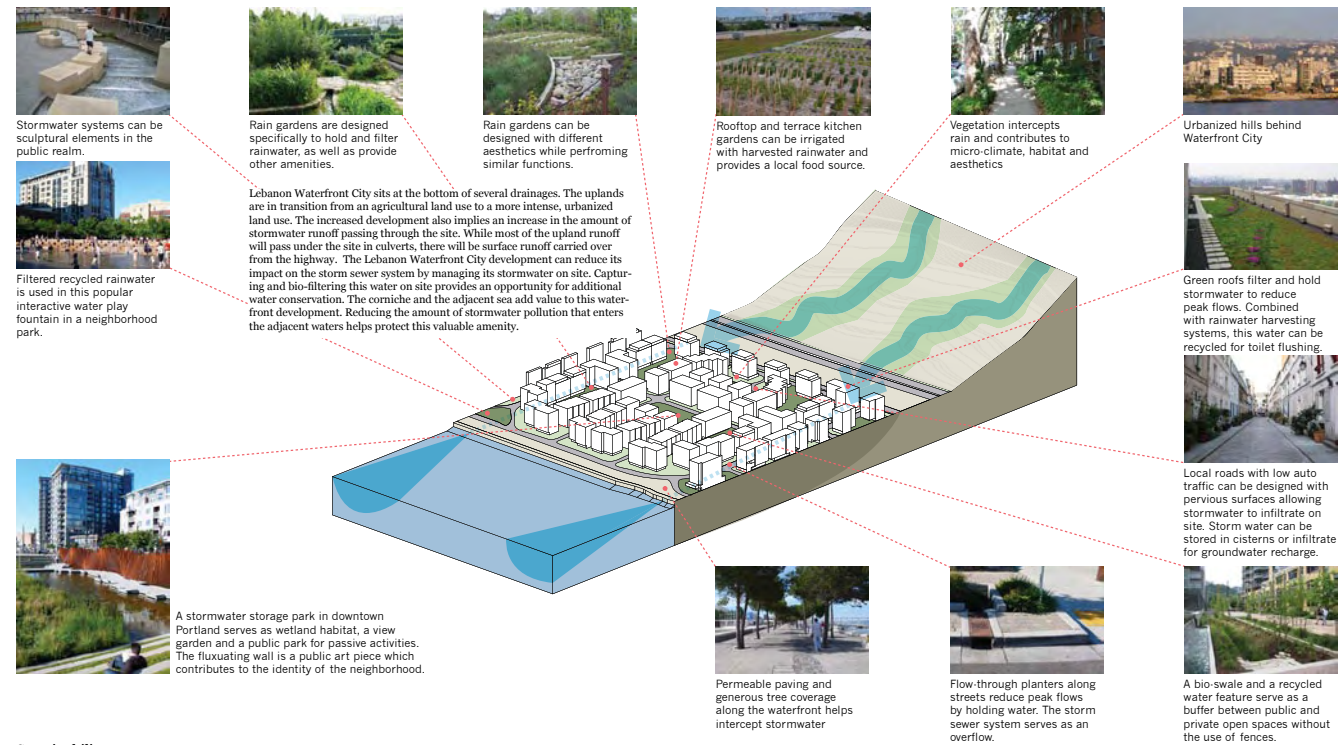 Stormwater systems can be
sculptural elements in the
public realm.
Rain gardens are designed
specifically to hold and filter
rainwater, as well as provide
other amenities.
Rain gardens can be
designed with different
aesthetics while perfroming
similar functions.
Rooftop and terrace kitchen
gardens can be irrigated
with harvested rainwater and
provides a local food source.
Vegetation intercepts
rain and contributes to
micro-climate, habitat and
aesthetics
Urbanized hills behind
Waterfront City
Filtered recycled rainwater
is used in this popular
interactive water play
fountain in a neighborhood
park.
Lebanon Waterfront City sits at the bottom of several drainages. The uplands
are in transition from an agricultural land use to a more intense, urbanized
land use. The increased development also implies an increase in the amount of
stormwater runoff passing through the site. While most of the upland runoff
will pass under the site in culverts, there will be surface runoff carried over
from the highway.  The Lebanon Waterfront City development can reduce its
impact on the storm sewer system by managing its stormwater on site. Captur-
ing and bio-filtering this water on site provides an opportunity for additional
water conservation. The corniche and the adjacent sea add value to this water-
front development. Reducing the amount of stormwater pollution that enters
the adjacent waters helps protect this valuable amenity.
Green roofs filter and hold
stormwater to reduce
peak flows. Combined
with rainwater harvesting
systems, this water can be
recycled for toilet flushing.
Local roads with low auto
traffic can be designed with
pervious surfaces allowing
stormwater to infiltrate on
site. Storm water can be
stored in cisterns or infiltrate
for groundwater recharge.
A stormwater storage park in downtown
Portland serves as wetland habitat, a view
garden and a public park for passive activities.
The fluxuating wall is a public art piece which
contributes to the identity of the neighborhood.
Permeable paving and
generous tree coverage
along the waterfront helps
intercept stormwater
Flow-through planters along
streets reduce peak flows
by holding water. The storm
sewer system serves as an
overflow.
A bio-swale and a recycled
water feature serve as a
buffer between public and
private open spaces without
the use of fences.